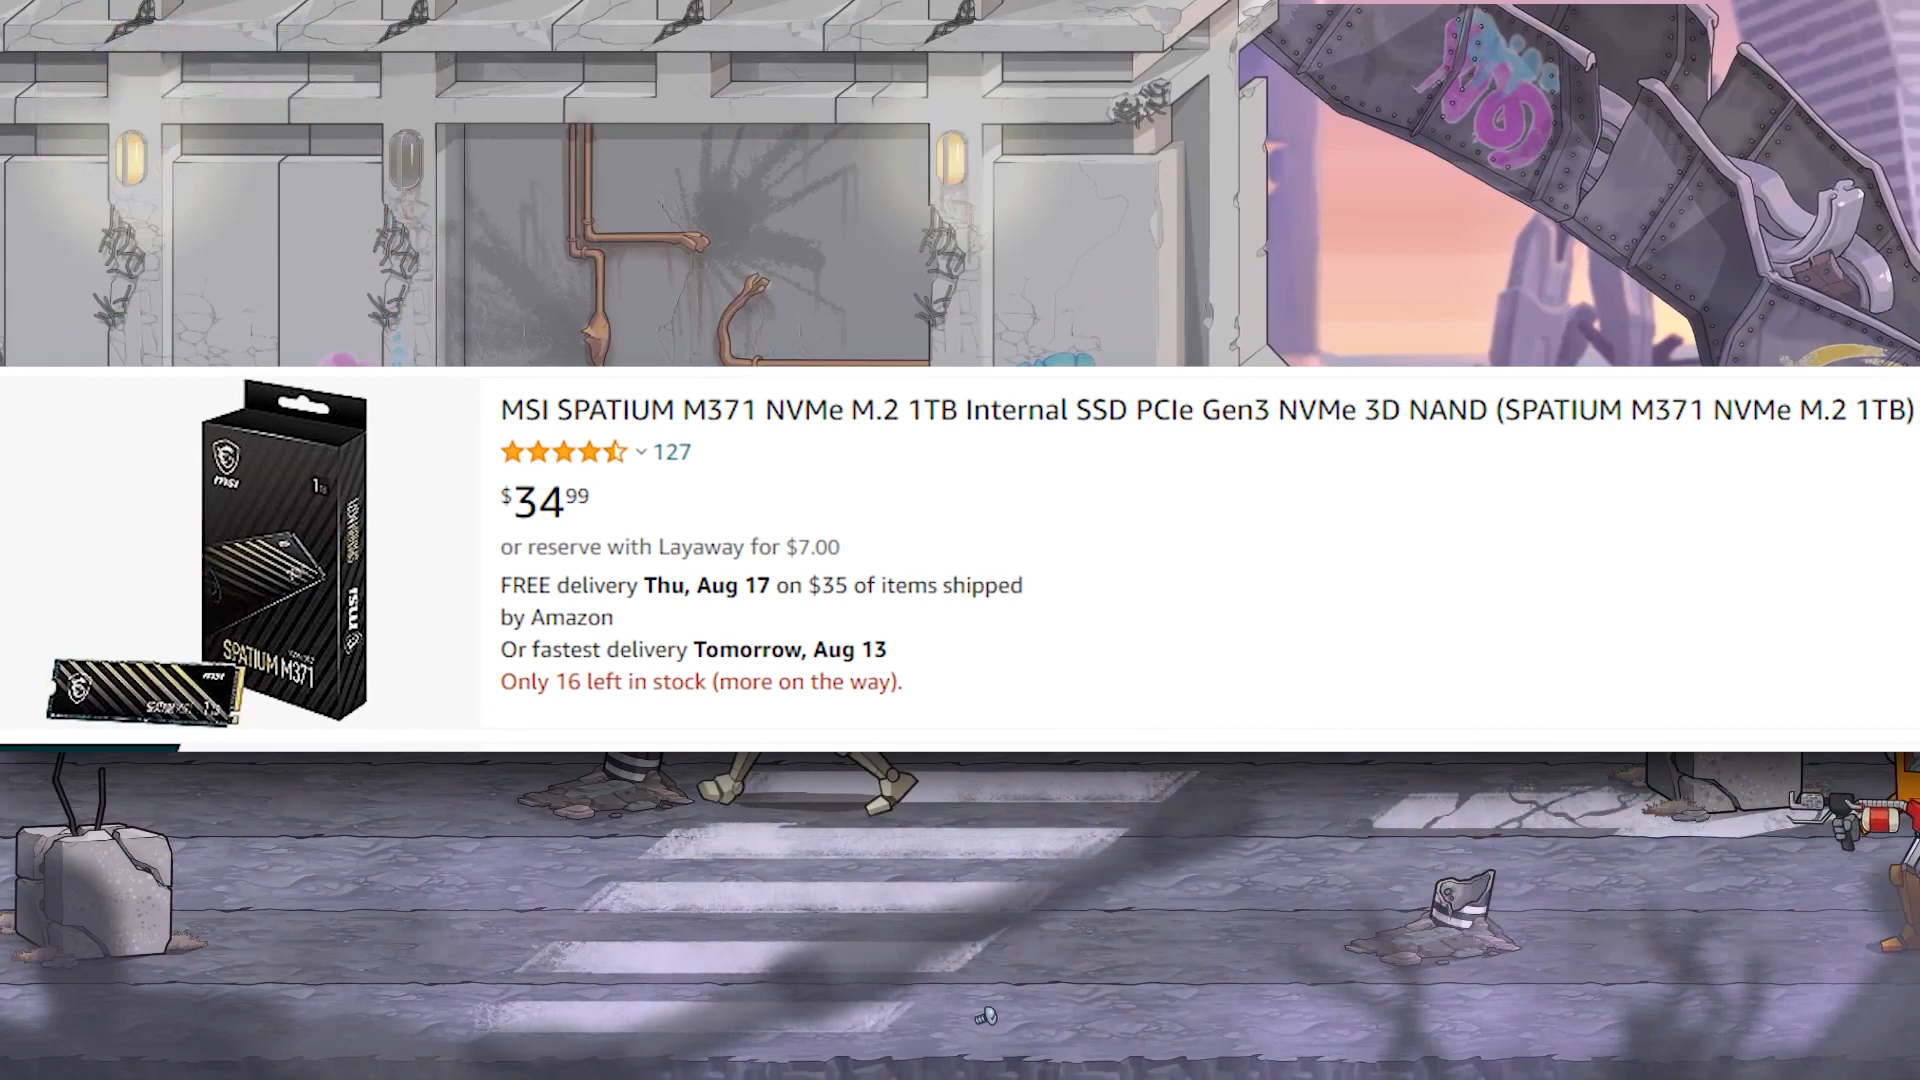 MSI SPATIUM M371 NVMe M.2 1TB Internal SSD PCIe Gen3 NVMe 3D NAND (SPATIUM M371 NVMe M.2 1TB)
127
$34.99
or reserve with Layaway for $7.00
FREE delivery Thu, Aug 17 on $35 of items shipped
by Amazon
Or fastest delivery Tomorrow, Aug 13
Only 16 left in stock (more on the way).
msi
1TB
msi
SPATIUM M371
msi